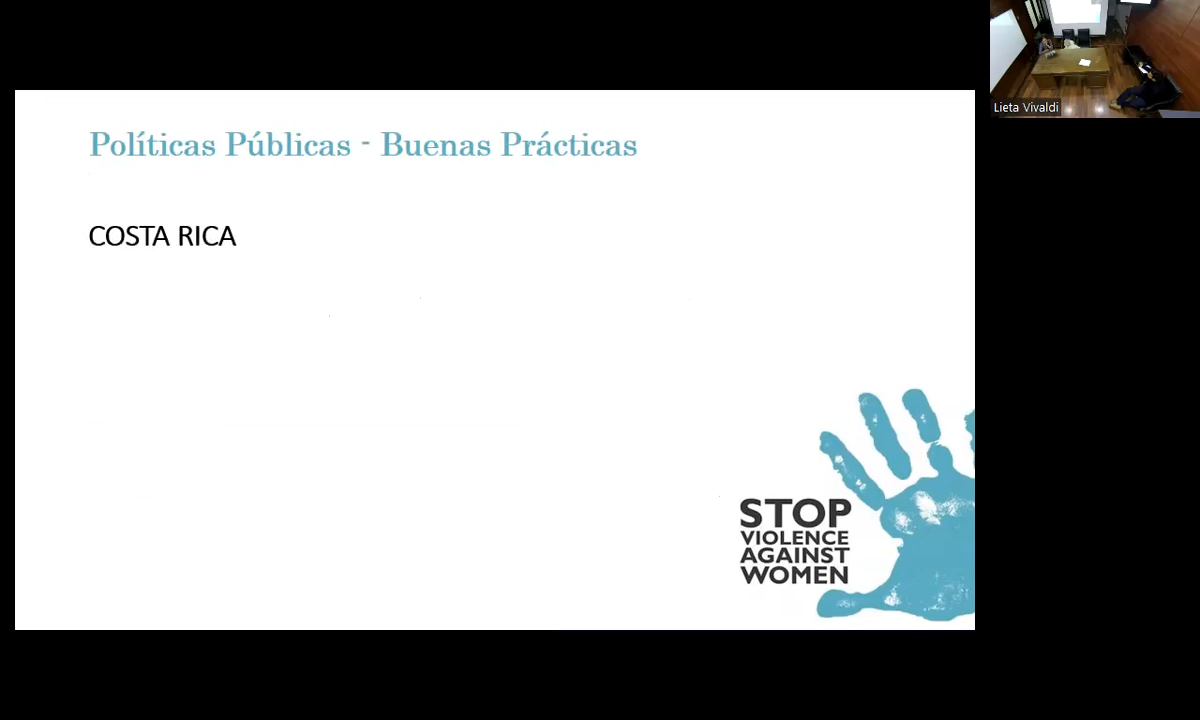 Políticas Públicas - Buenas Prácticas
COSTA RICA
STOP
VIOLENCE
AGAINST
WOMEN
Lieta Vivaldi